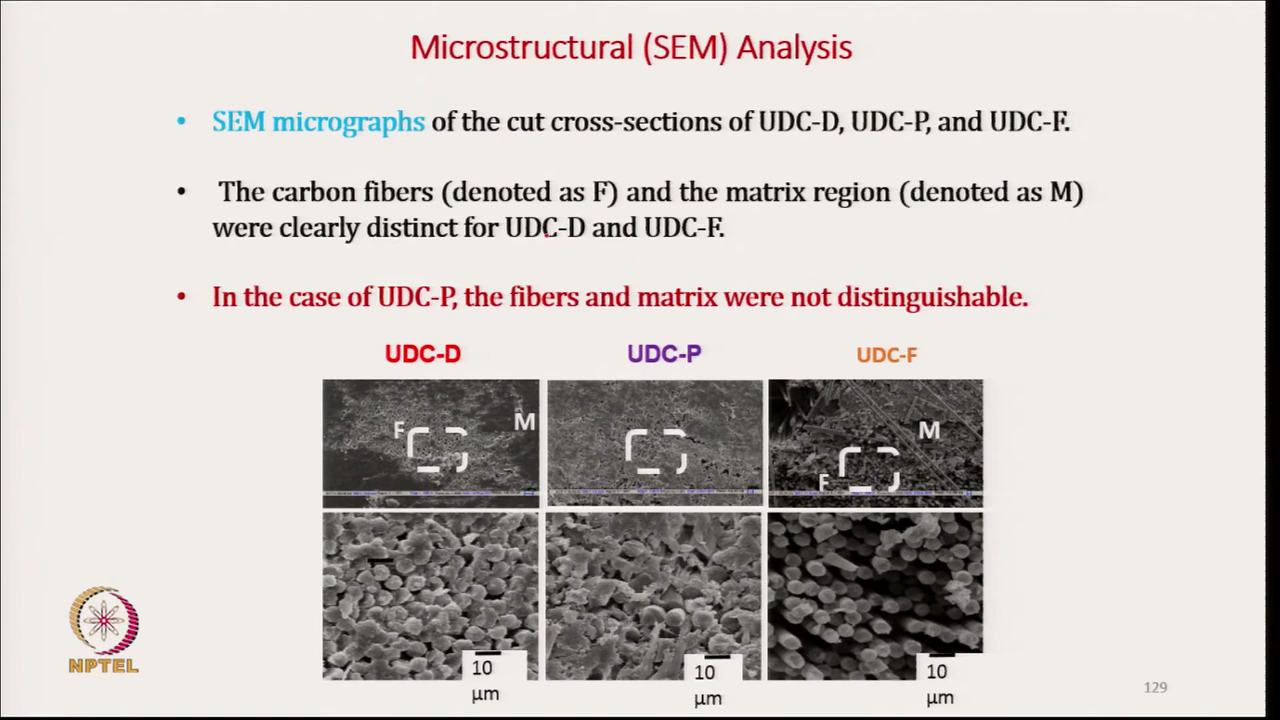 Microstructural (SEM) Analysis
• SEM micrographs of the cut cross-sections of UDC-D, UDC-P, and UDC-F.
• The carbon fibers (denoted as F) and the matrix region (denoted as M)
were clearly distinct for UDC-D and UDC-F.
• In the case of UDC-P, the fibers and matrix were not distinguishable.
UDC-D UDC-P UDC-F
F M M
F
10 10 10
µm µm µm
NPTEL
129